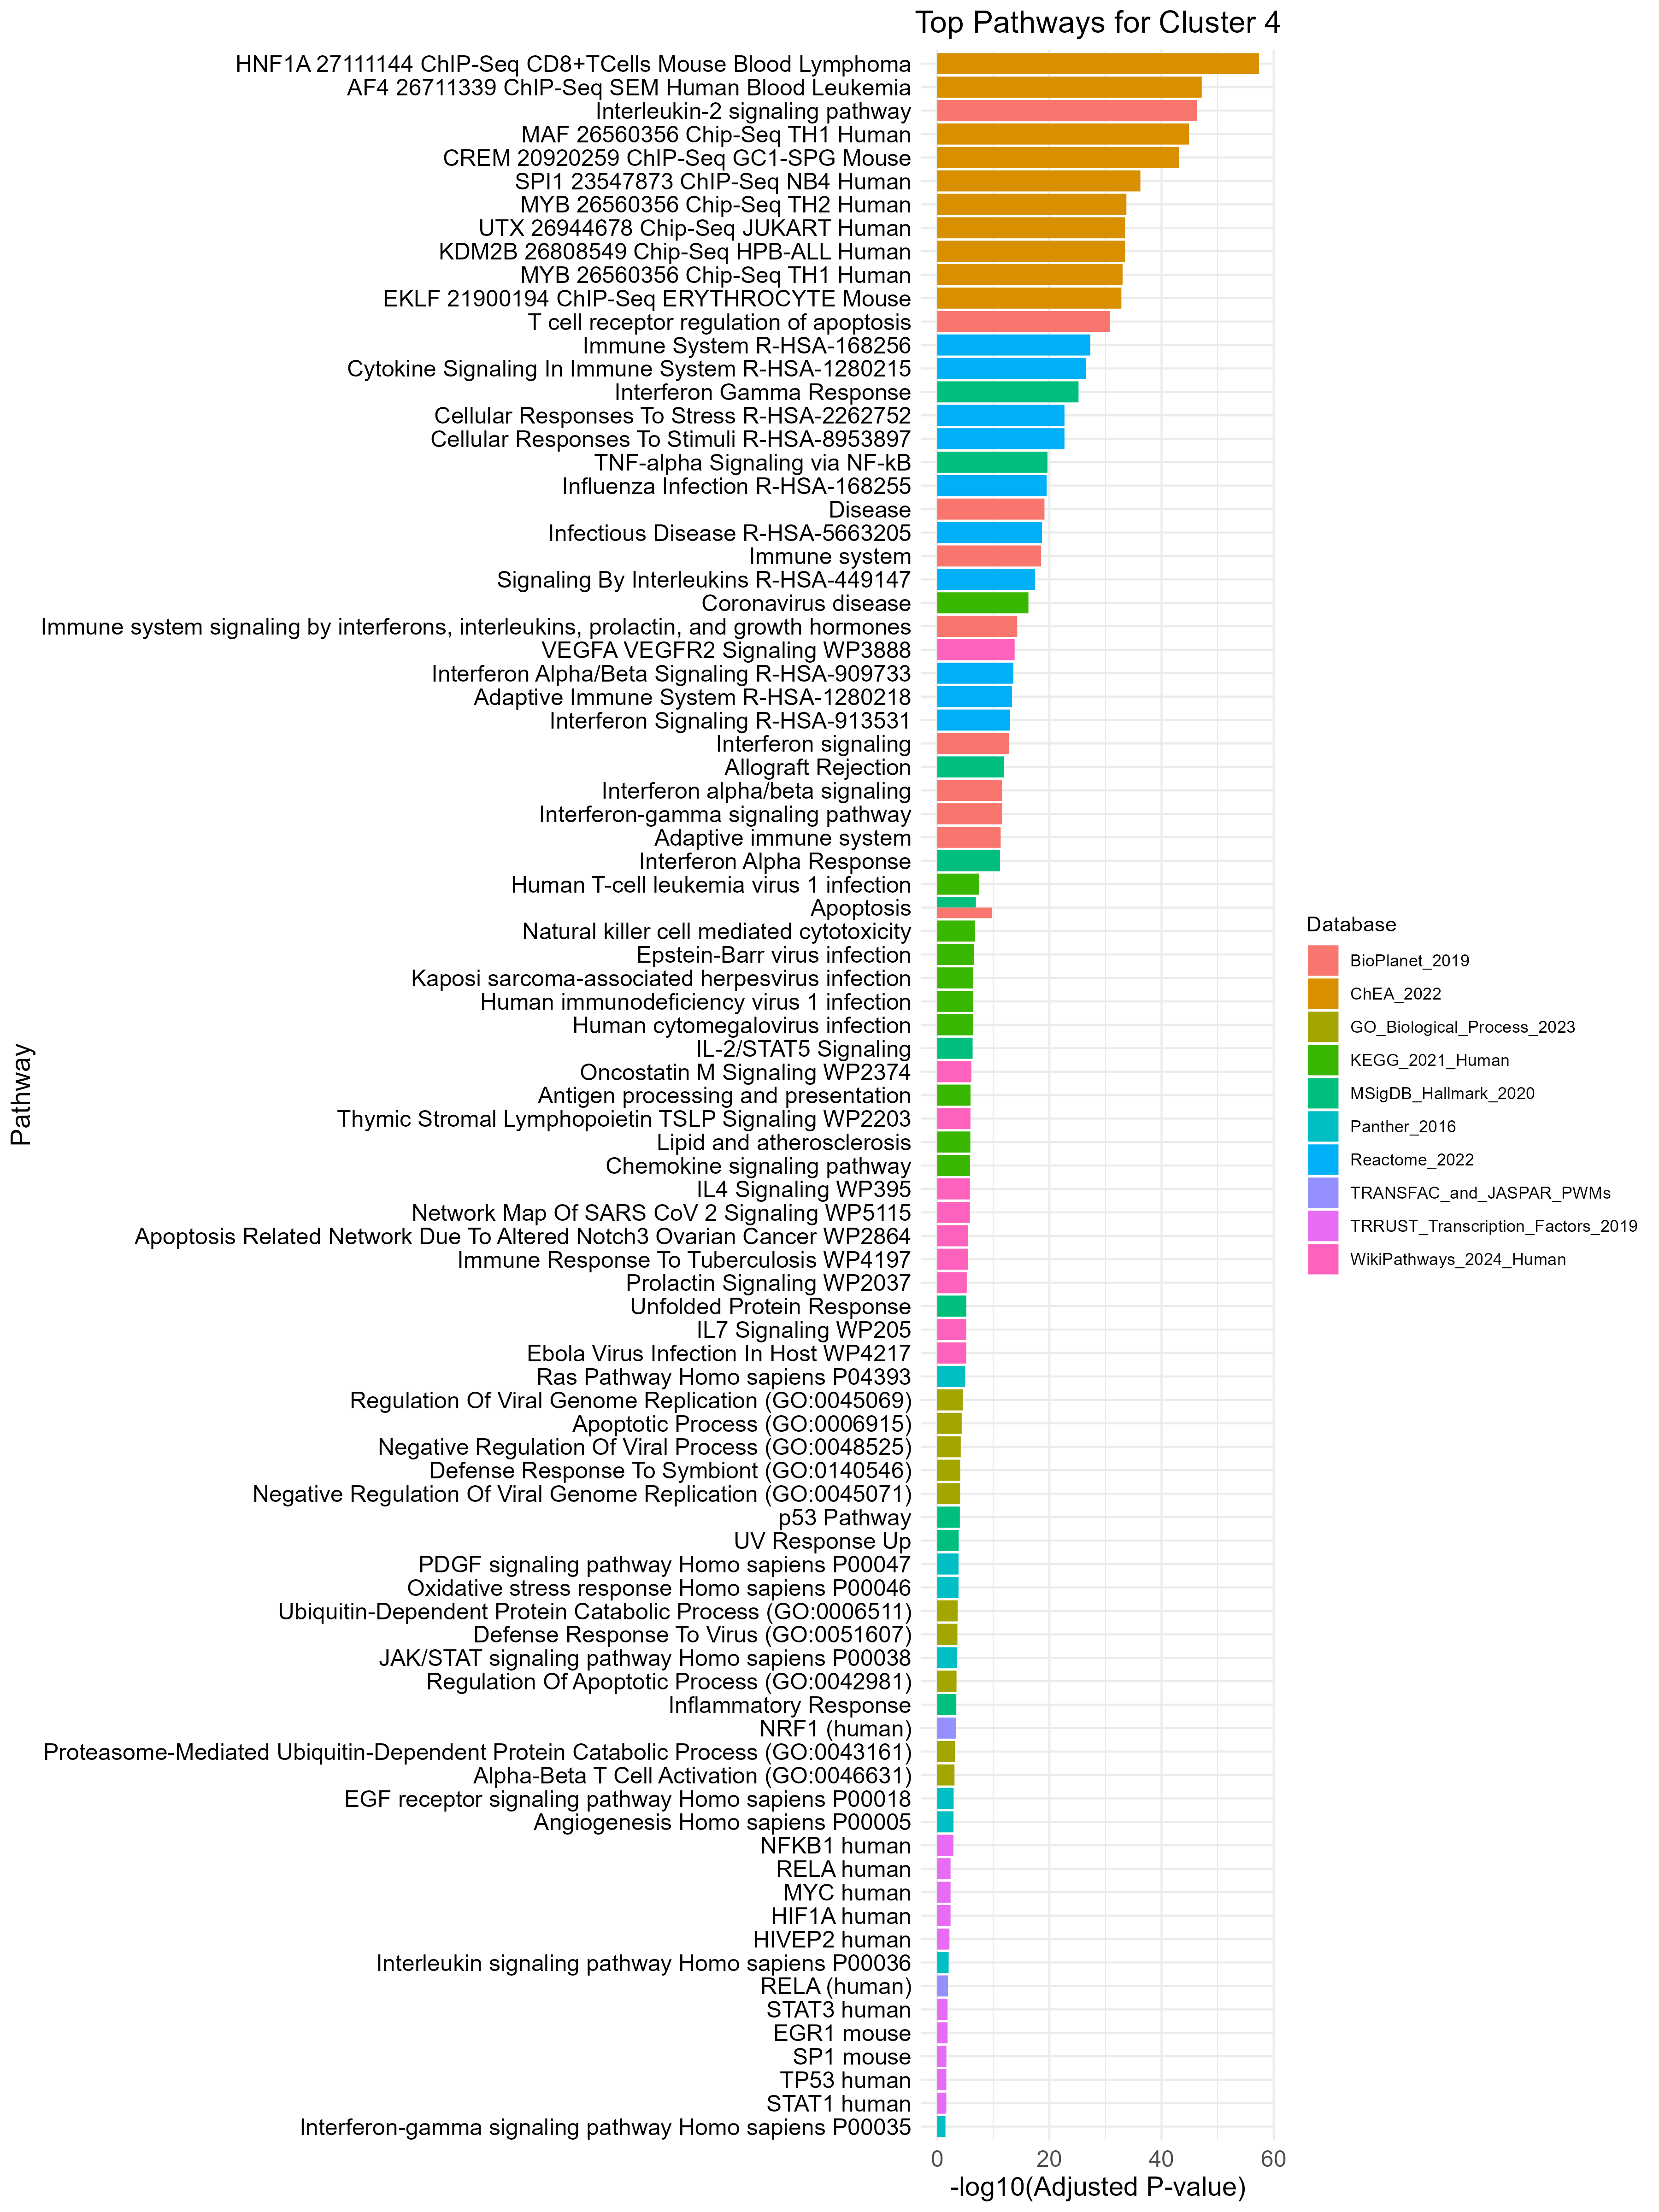 Top Pathways for Cluster 4
HNF1A 27111144 ChIP-Seq CD8+TCells Mouse Blood Lymphoma
AF4 26711339 ChIP-Seq SEM Human Blood Leukemia
Interleukin-2 signaling pathway
MAF 26560356 Chip-Seq TH1 Human
CREM 20920259 ChIP-Seq GC1-SPG Mouse
SPI1 23547873 ChIP-Seq NB4 Human
MYB 26560356 Chip-Seq TH2 Human
UTX 26944678 Chip-Seq JUKART Human
KDM2B 26808549 Chip-Seq HPB-ALL Human
MYB 26560356 Chip-Seq TH1 Human
EKLF 21900194 ChIP-Seq ERYTHROCYTE Mouse
T cell receptor regulation of apoptosis
Immune System R-HSA-168256
Cytokine Signaling In Immune System R-HSA-1280215
Interferon Gamma Response
Cellular Responses To Stress R-HSA-2262752
Cellular Responses To Stimuli R-HSA-8953897
TNF-alpha Signaling via NF-kB
Influenza Infection R-HSA-168255
Disease
Infectious Disease R-HSA-5663205
Immune system
Signaling By Interleukins R-HSA-449147
Coronavirus disease
Immune system signaling by interferons, interleukins, prolactin, and growth hormones
VEGFA VEGFR2 Signaling WP3888
Interferon Alpha/Beta Signaling R-HSA-909733
Adaptive Immune System R-HSA-1280218
Interferon Signaling R-HSA-913531
Interferon signaling
Allograft Rejection
Interferon alpha/beta signaling
Interferon-gamma signaling pathway
Adaptive immune system
Interferon Alpha Response
Human T-cell leukemia virus 1 infection
Apoptosis
Natural killer cell mediated cytotoxicity
Epstein-Barr virus infection
Kaposi sarcoma-associated herpesvirus infection
Human immunodeficiency virus 1 infection
Human cytomegalovirus infection
IL-2/STAT5 Signaling
Oncostatin M Signaling WP2374
Antigen processing and presentation
Thymic Stromal Lymphopoietin TSLP Signaling WP2203
Lipid and atherosclerosis
Chemokine signaling pathway
IL4 Signaling WP395
Network Map Of SARS CoV 2 Signaling WP5115
Apoptosis Related Network Due To Altered Notch3 Ovarian Cancer WP2864
Immune Response To Tuberculosis WP4197
Prolactin Signaling WP2037
Unfolded Protein Response
IL7 Signaling WP205
Ebola Virus Infection In Host WP4217
Ras Pathway Homo sapiens P04393
Regulation Of Viral Genome Replication (GO:0045069)
Apoptotic Process (GO:0006915)
Negative Regulation Of Viral Process (GO:0048525)
Defense Response To Symbiont (GO:0140546)
Negative Regulation Of Viral Genome Replication (GO:0045071)
p53 Pathway
UV Response Up
PDGF signaling pathway Homo sapiens P00047
Oxidative stress response Homo sapiens P00046
Ubiquitin-Dependent Protein Catabolic Process (GO:0006511)
Defense Response To Virus (GO:0051607)
JAK/STAT signaling pathway Homo sapiens P00038
Regulation Of Apoptotic Process (GO:0042981)
Inflammatory Response
NRF1 (human)
Proteasome-Mediated Ubiquitin-Dependent Protein Catabolic Process (GO:0043161)
Alpha-Beta T Cell Activation (GO:0046631)
EGF receptor signaling pathway Homo sapiens P00018
Angiogenesis Homo sapiens P00005
NFKB1 human
RELA human
MYC human
HIF1A human
HIVEP2 human
Interleukin signaling pathway Homo sapiens P00036
RELA (human)
STAT3 human
EGR1 mouse
SP1 mouse
TP53 human
STAT1 human
Interferon-gamma signaling pathway Homo sapiens P00035
0 20 40 60
-log10(Adjusted P-value)
Pathway
Database
BioPlanet_2019
ChEA_2022
GO_Biological_Process_2023
KEGG_2021_Human
MSigDB_Hallmark_2020
Panther_2016
Reactome_2022
TRANSFAC_and_JASPAR_PWMs
TRRUST_Transcription_Factors_2019
WikiPathways_2024_Human